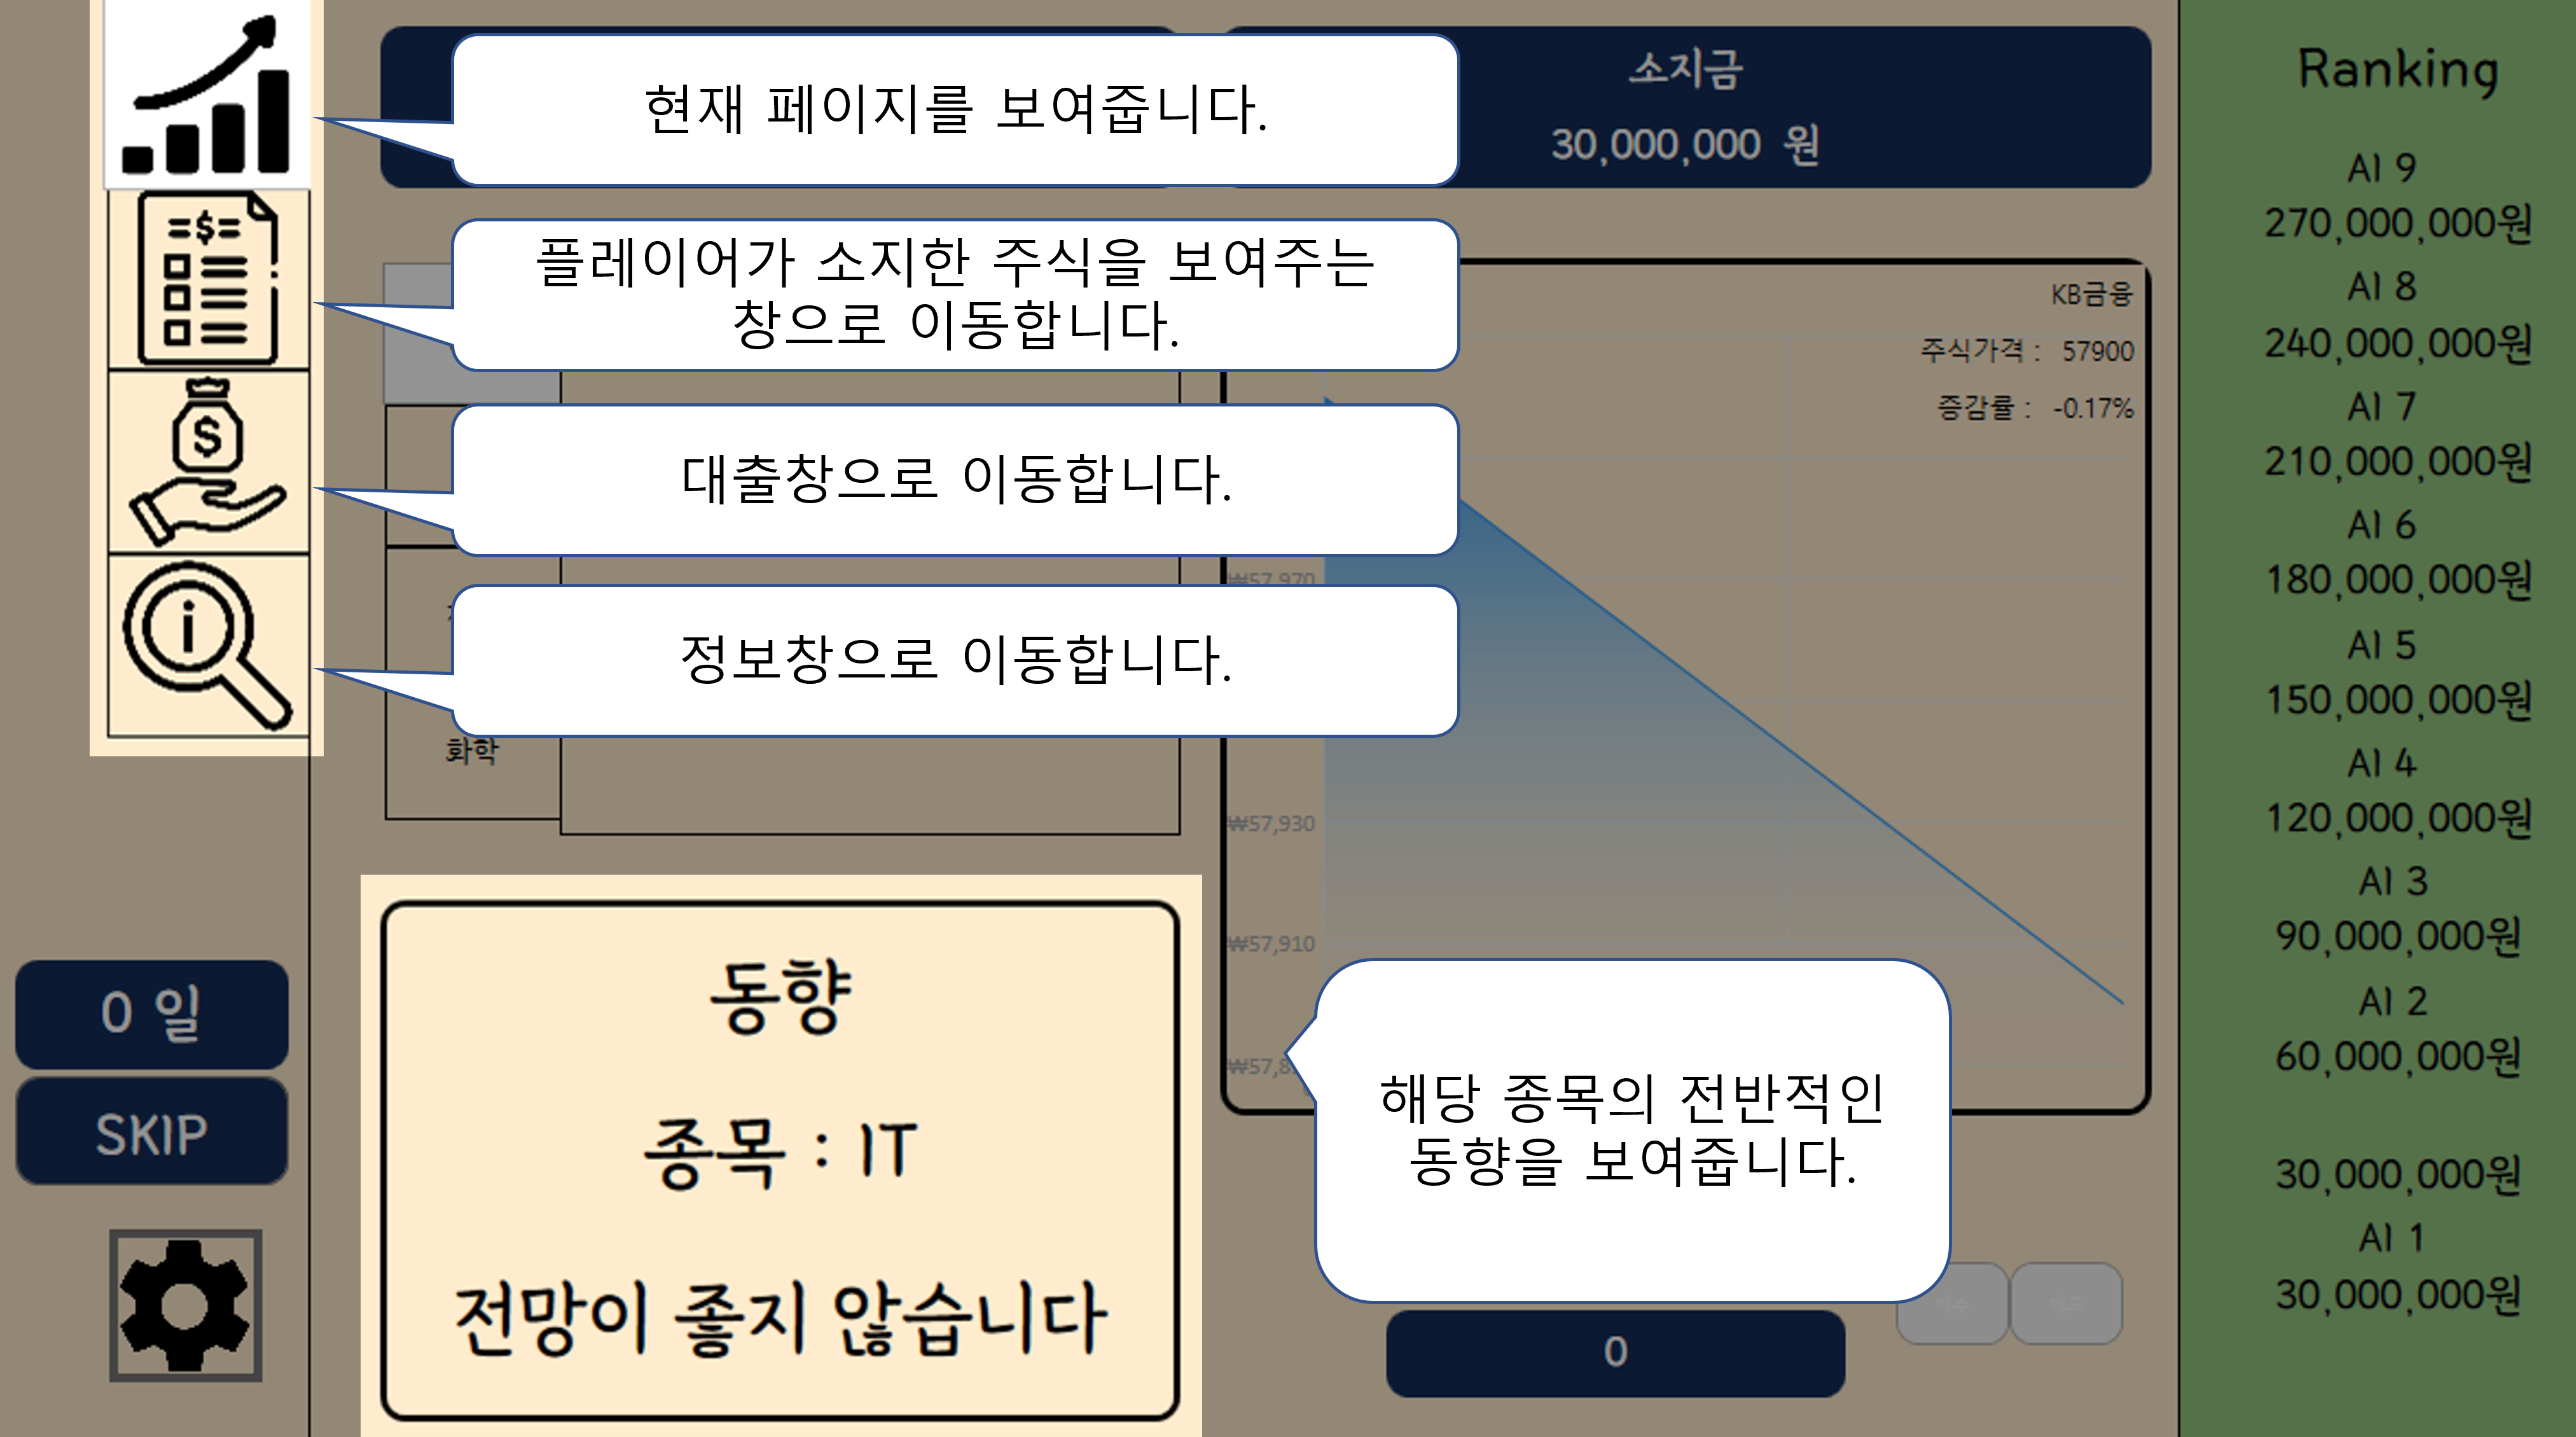 현재 페이지를 보여줍니다.
플레이어가 소지한 주식을 보여주는
창으로 이동합니다.
대출창으로 이동합니다.
정보창으로 이동합니다.
화학
0 일
SKIP
동향
종목 : IT
전망이 좋지 않습니다
소지금
30,000,000 원
KB금융
주식가격 : 57900
증감률 : -0.17%
₩57,970
₩57,930
₩57,910
해당 종목의 전반적인
동향을 보여줍니다.
0
Ranking
AI 9
270,000,000원
AI 8
240,000,000원
AI 7
210,000,000원
AI 6
180,000,000원
AI 5
150,000,000원
AI 4
120,000,000원
AI 3
90,000,000원
AI 2
60,000,000원
30,000,000원
AI 1
30,000,000원